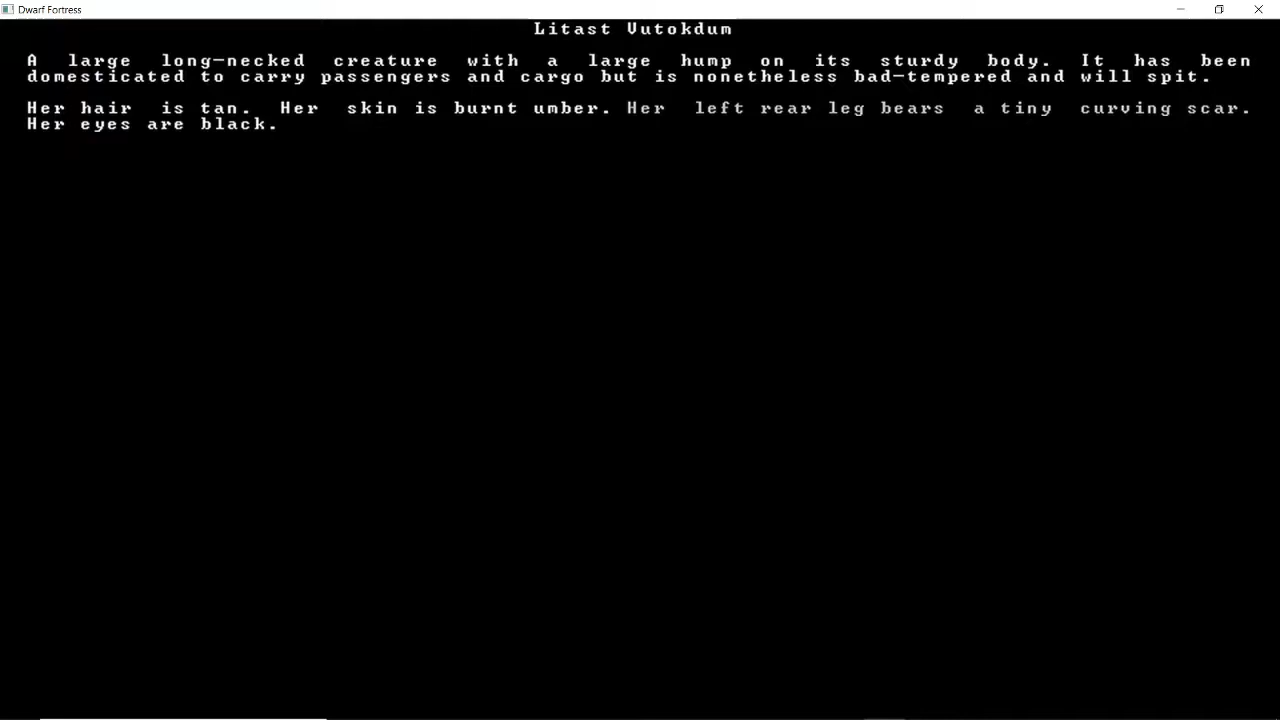 Dwarf Fortress
Litast Vutokdum
A large long-necked creature with a large hump on its sturdy body. It has been
domesticated to carry passengers and cargo but is nonetheless bad-tempered and will spit.
Her hair is tan. Her skin is burnt umber. Her left rear leg bears a tiny curving scar.
Her eyes are black.